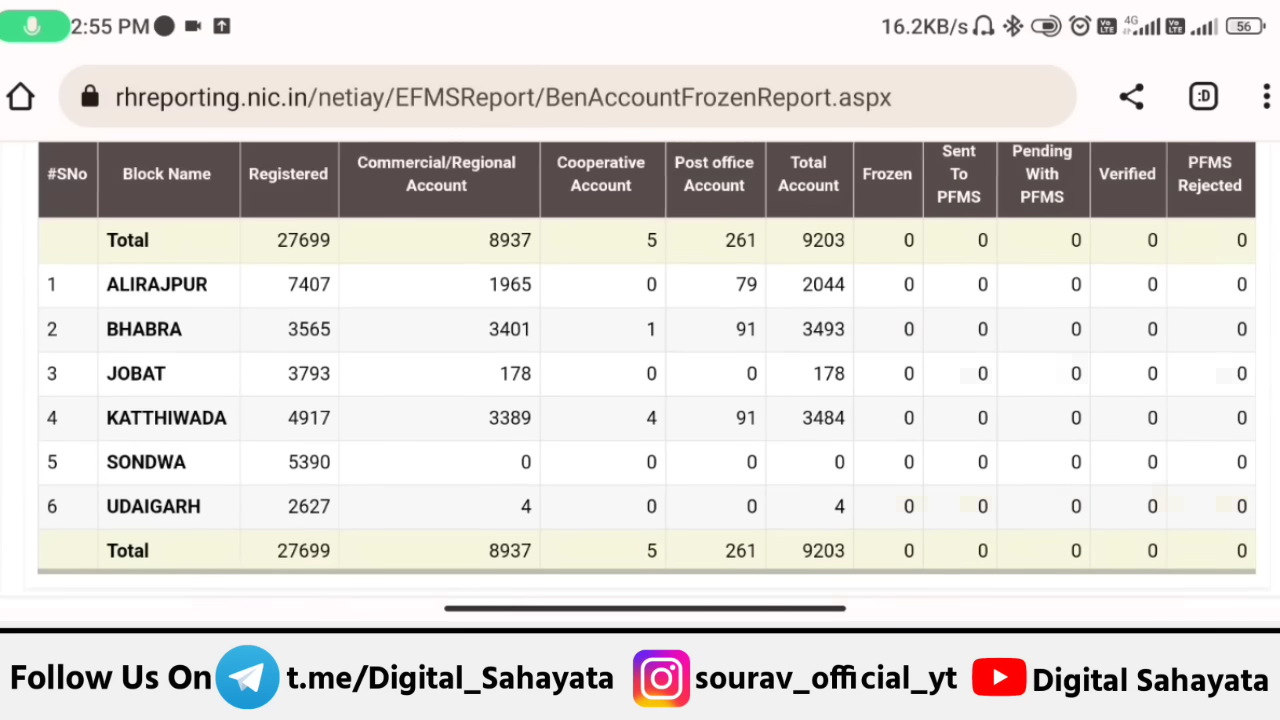 2:55 PM 16.2KB/s Vo LTE 4G Vo LTE 56
rhreporting.nic.in/netiay/EFMSReport/BenAccountFrozenReport.aspx :D
#SNo Block Name Registered Commercial/Regional Account Cooperative Account Post office Account Total Account Frozen Sent To PFMS Pending With PFMS Verified PFMS Rejected
Total 27699 8937 5 261 9203 0 0 0 0 0
1 ALIRAJPUR 7407 1965 0 79 2044 0 0 0 0 0
2 BHABRA 3565 3401 1 91 3493 0 0 0 0 0
3 JOBAT 3793 178 0 0 178 0 0 0 0 0
4 KATTHIWADA 4917 3389 4 91 3484 0 0 0 0 0
5 SONDWA 5390 0 0 0 0 0 0 0 0 0
6 UDAIGARH 2627 4 0 0 4 0 0 0 0 0
Total 27699 8937 5 261 9203 0 0 0 0 0
Follow Us On t.me/Digital_Sahayata sourav_official_yt Digital Sahayata